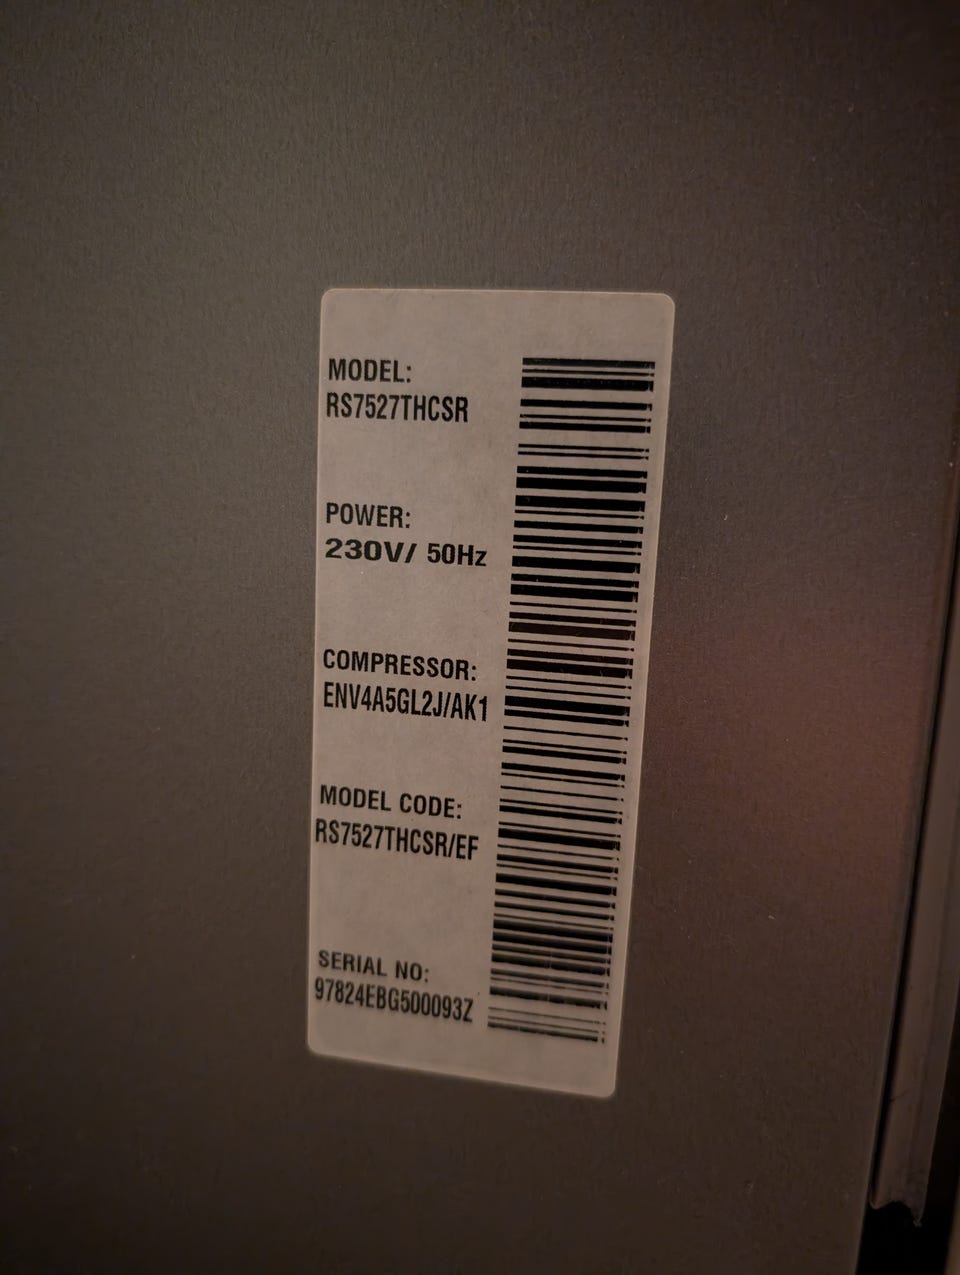 MODEL:
RS7527THCSR
POWER:
230V/ 50Hz
COMPRESSOR:
ENV4A5GL2J/AK1
MODEL CODE:
RS7527THCSR/EF
SERIAL NO:
97824EBG500093Z